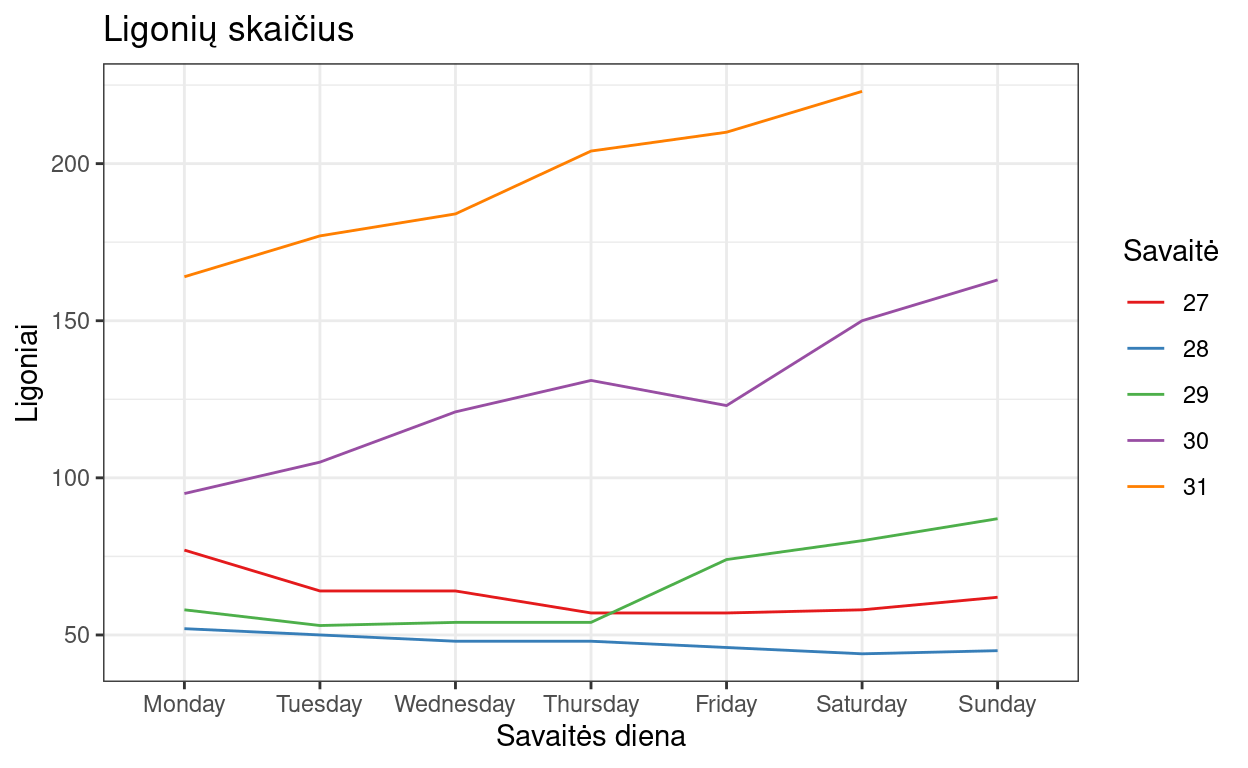 Ligonių skaičius
200
150
100
50
Ligoniai
Monday Tuesday Wednesday Thursday Friday Saturday Sunday
Savaitės diena
Savaitė
27
28
29
30
31